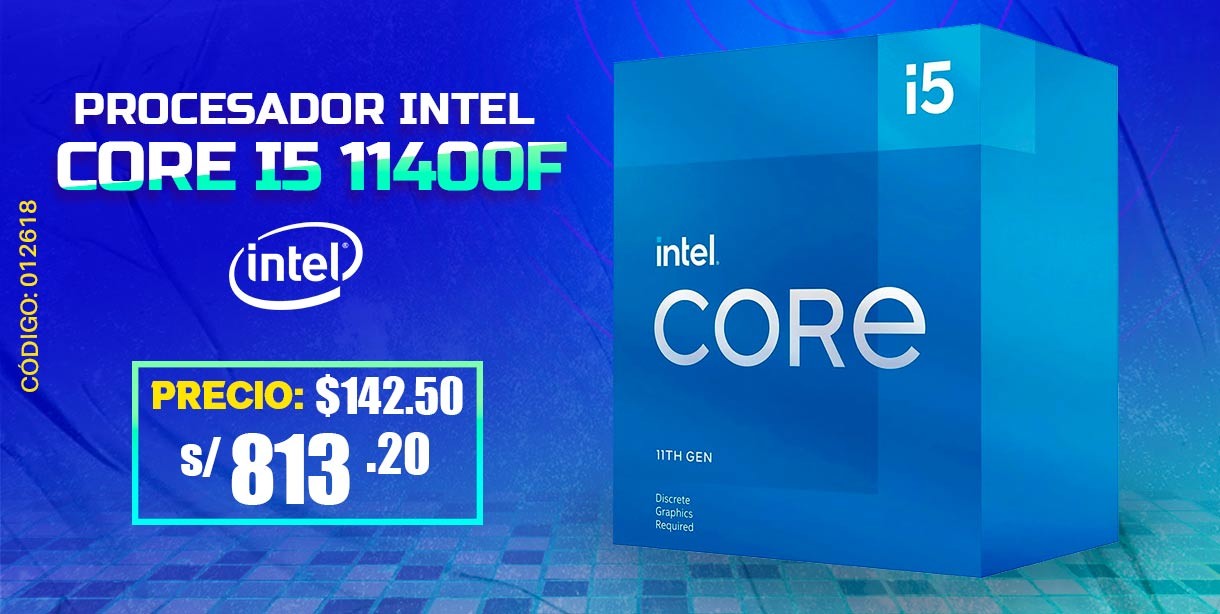 PROCESADOR INTEL
CORE I5 11400F
intel®
CÓDIGO: 012618
PRECIO: $142.50
s/ 813.20
i5
intel.
CORE
11TH GEN
Discrete
Graphics
Required